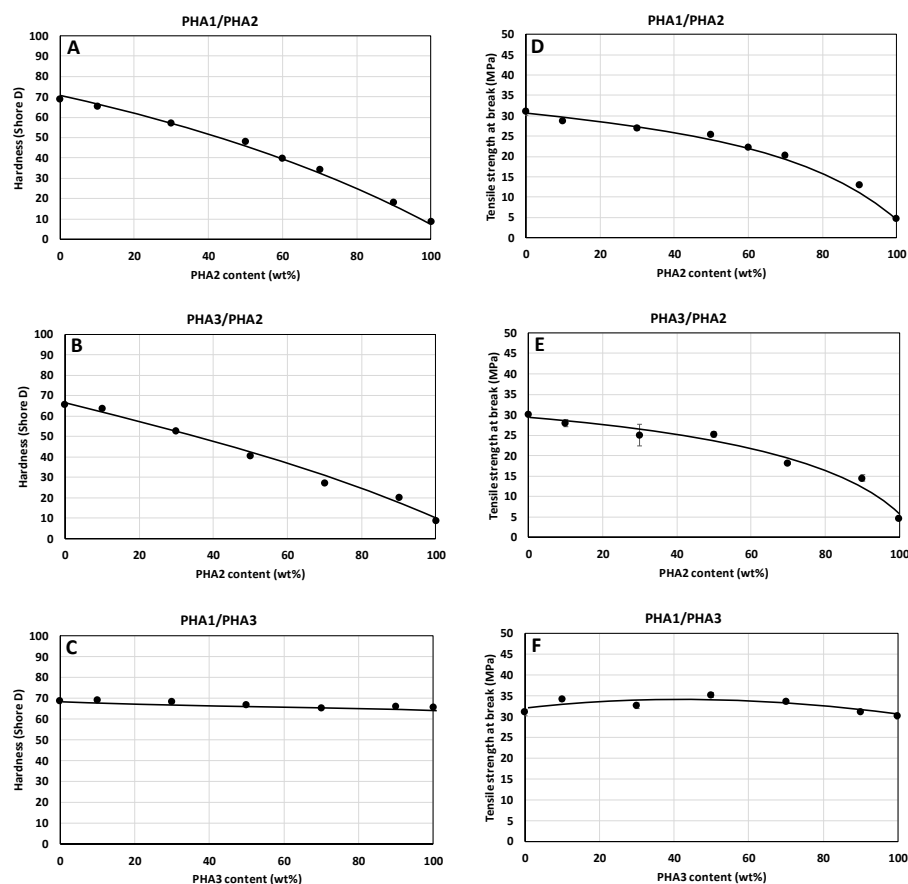 PHA1/PHA2
A
100
90
80
70
60
50
40
30
20
10
0
Hardness (Shore D)
0 20 40 60 80 100
PHA2 content (wt%)
PHA1/PHA2
D
50
45
40
35
30
25
20
15
10
5
0
Tensile strength at break (MPa)
0 20 40 60 80 100
PHA2 content (wt%)
PHA3/PHA2
B
100
90
80
70
60
50
40
30
20
10
0
Hardness (Shore D)
0 20 40 60 80 100
PHA2 content (wt%)
PHA3/PHA2
E
50
45
40
35
30
25
20
15
10
5
0
Tensile strength at break (MPa)
0 20 40 60 80 100
PHA2 content (wt%)
PHA1/PHA3
C
100
90
80
70
60
50
40
30
20
10
0
Hardness (Shore D)
0 20 40 60 80 100
PHA3 content (wt%)
PHA1/PHA3
F
50
45
40
35
30
25
20
15
10
5
0
Tensile strength at break (MPa)
0 20 40 60 80 100
PHA3 content (wt%)